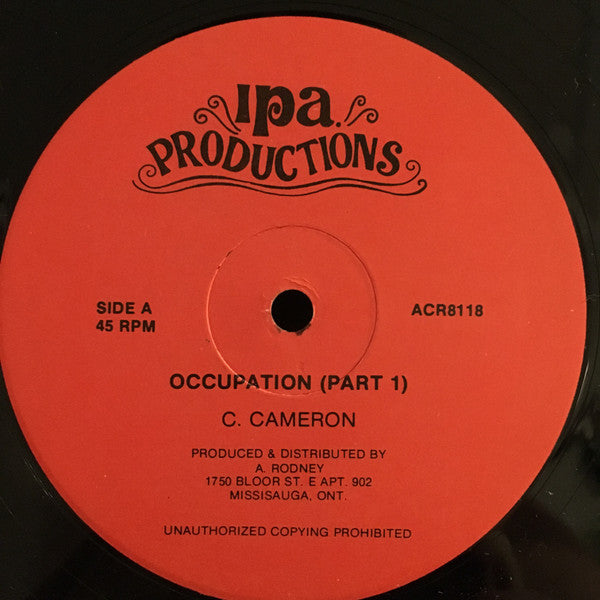 ipa.
PRODUCTIONS
SIDE A
45 RPM
ACR8118
OCCUPATION (PART 1)
C. CAMERON
PRODUCED & DISTRIBUTED BY
A. RODNEY
1750 BLOOR ST. E APT. 902
MISSISAUGA, ONT.
UNAUTHORIZED COPYING PROHIBITED